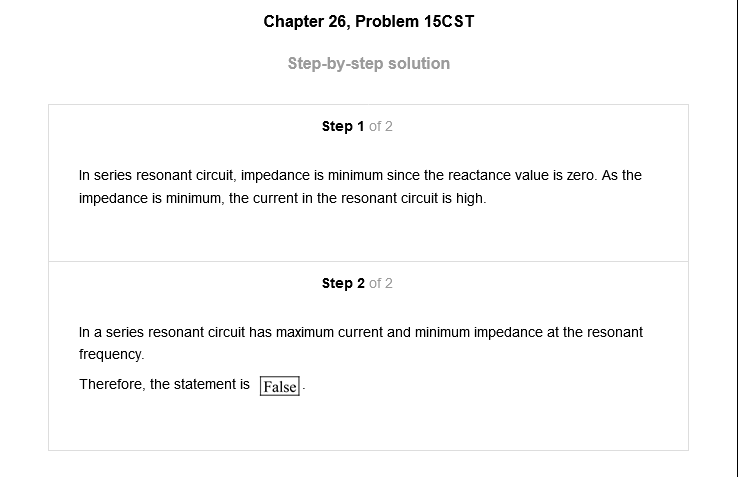 Chapter 26, Problem 15CST
Step-by-step solution
Step 1 of 2
In series resonant circuit, impedance is minimum since the reactance value is zero. As the
impedance is minimum, the current in the resonant circuit is high.
Step 2 of 2
In a series resonant circuit has maximum current and minimum impedance at the resonant
frequency.
Therefore, the statement is False.